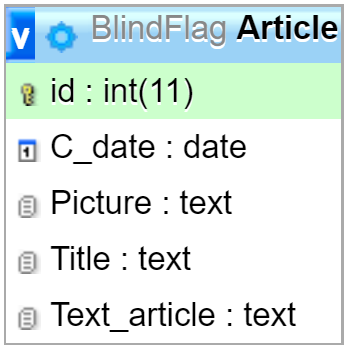 v BlindFlag Article
id : int(11)
C_date : date
Picture : text
Title : text
Text_article : text